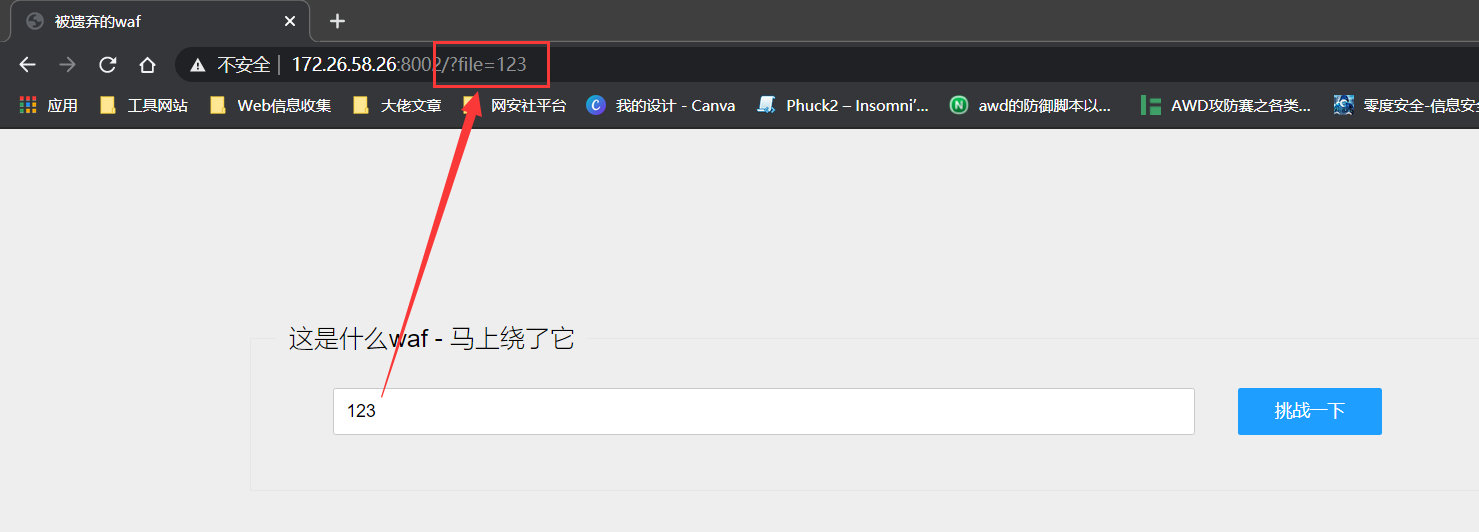 被遗弃的waf
不安全 172.26.58.26:8002/?file=123
应用 工具网站 Web信息收集 大佬文章 网安社平台 我的设计 - Canva Phuck2 – Insomni’... awd的防御脚本以... AWD攻防赛之各类... 零度安全-信息安全
这是什么waf - 马上绕了它
123 挑战一下